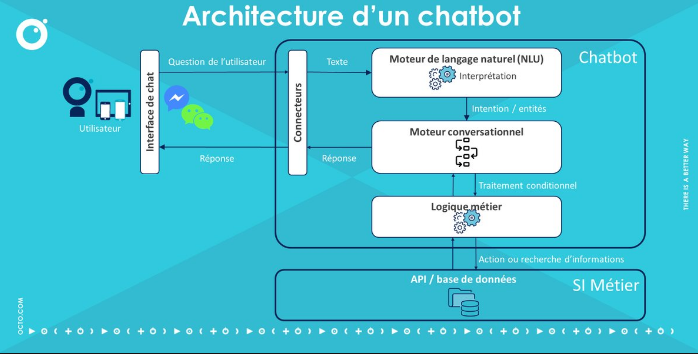 Architecture d'un chatbot
Chatbot
Question de l'utilisateur
Texte
Moteur de langage naturel (NLU)
Interprétation
Interface de chat
Connecteurs
Utilisateur
Intention / entités
Moteur conversationnel
Réponse
Réponse
Traitement conditionnel
Logique métier
Action ou recherche d'informations
API / base de données
SI Métier
THERE IS A BETTER WAY
OCTO.COM